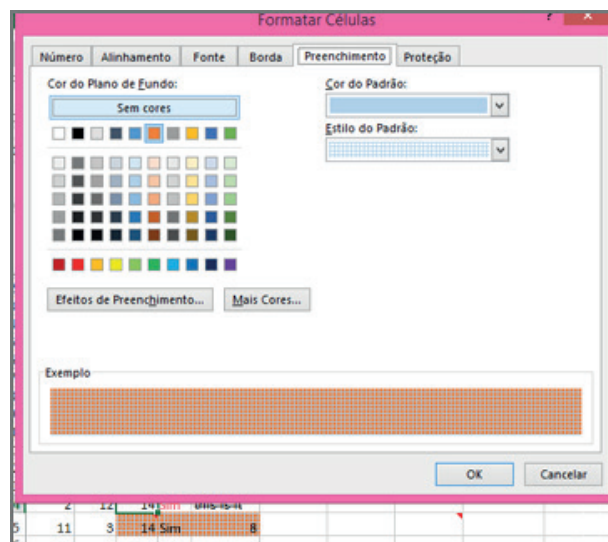 Formatar Células
? x
Número Alinhamento Fonte Borda Preenchimento Proteção
Cor do Plano de Fundo:
Sem cores
Efeitos de Preenchimento...
Mais Cores...
Cor do Padrão:
Estilo do Padrão:
Exemplo
OK Cancelar
2 12 14 Sim
5 11 3 14 Sim 8